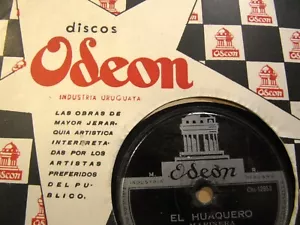 discos
Odeon
INDUSTRIA URUGUAYA
LAS OBRAS DE
MAYOR JERAR-
QUIA ARTISTICA
INTERPRETA-
DAS POR LOS
ARTISTAS
PREFERIDOS
DEL PU-
BLICO.
Odeon
EL HUAQUERO
MARINERA